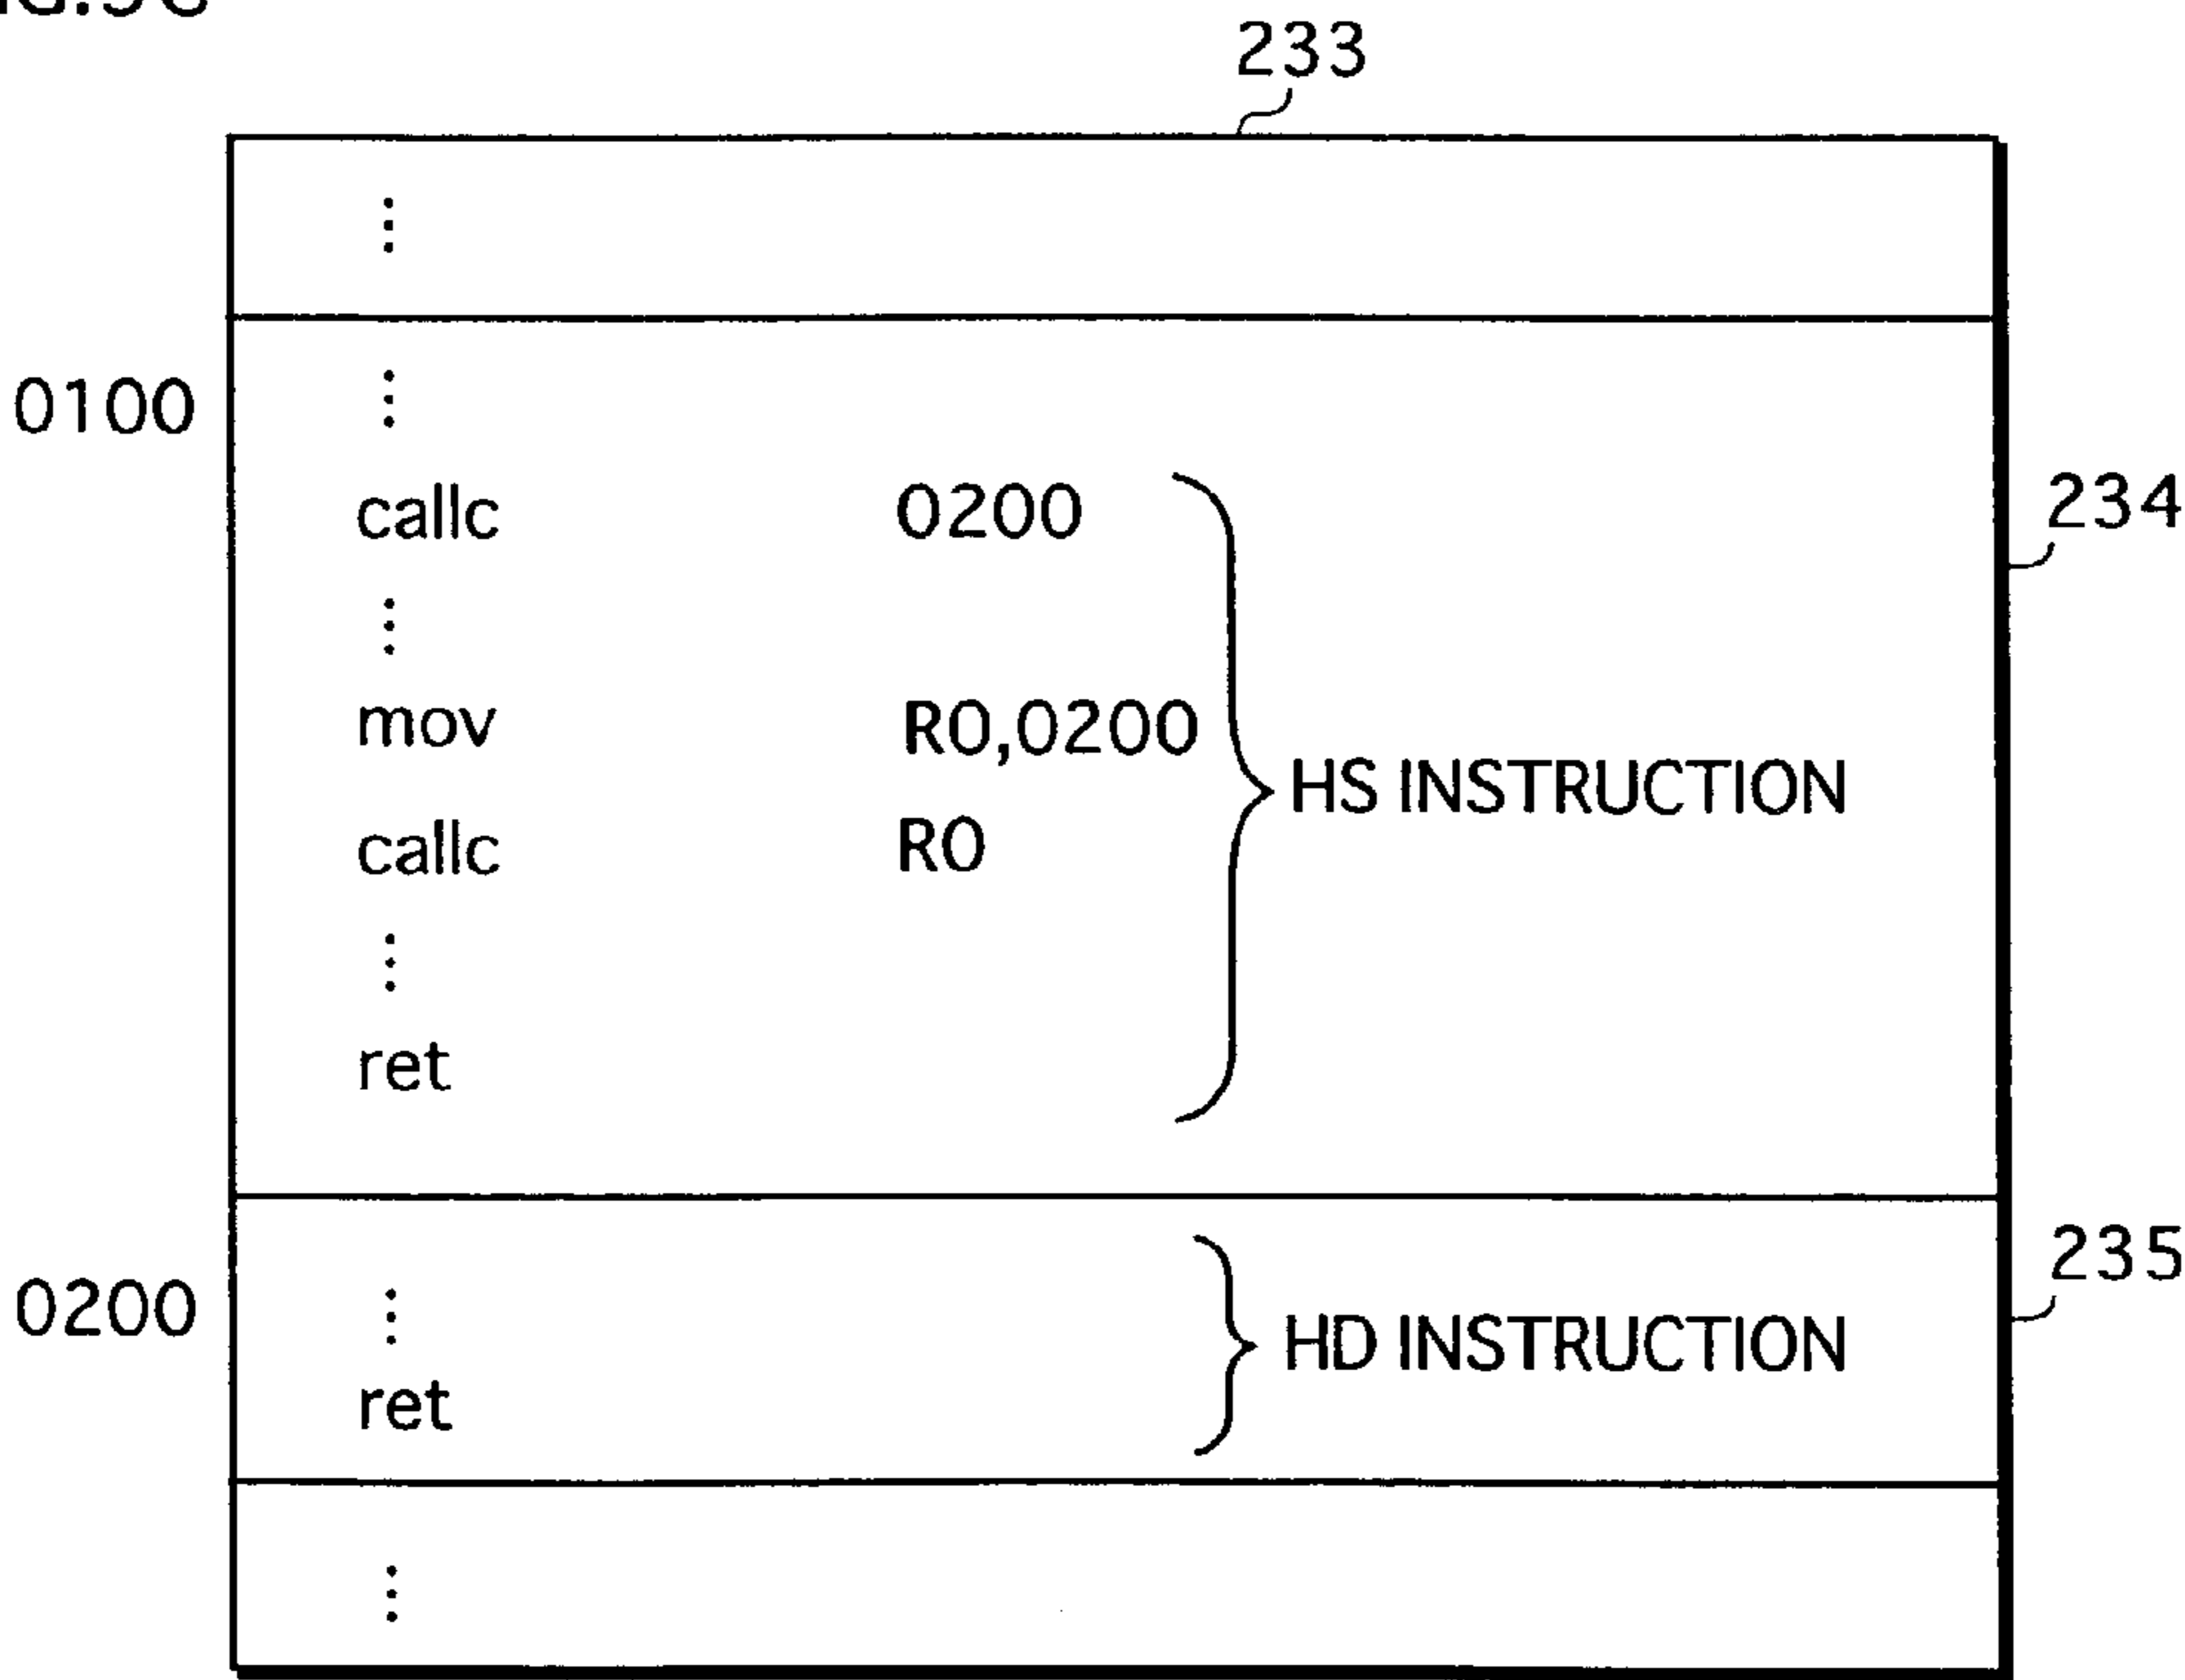 233
0100
callc 0200
234
mov R0,0200
HS INSTRUCTION
callc R0
ret
235
0200
HD INSTRUCTION
ret